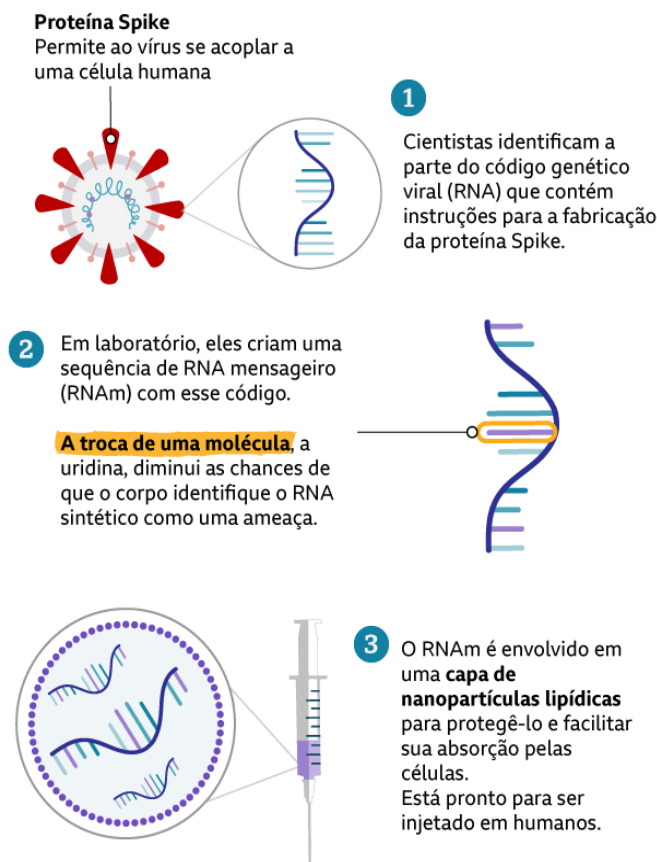 Proteína Spike
Permite ao vírus se acoplar a
uma célula humana
1
Cientistas identificam a
parte do código genético
viral (RNA) que contém
instruções para a fabricação
da proteína Spike.
2
Em laboratório, eles criam uma
sequência de RNA mensageiro
(RNAm) com esse código.
A troca de uma molécula, a
uridina, diminui as chances de
que o corpo identifique o RNA
sintético como uma ameaça.
3
O RNAm é envolvido em
uma capa de
nanopartículas lipídicas
para protegê-lo e facilitar
sua absorção pelas
células.
Está pronto para ser
injetado em humanos.